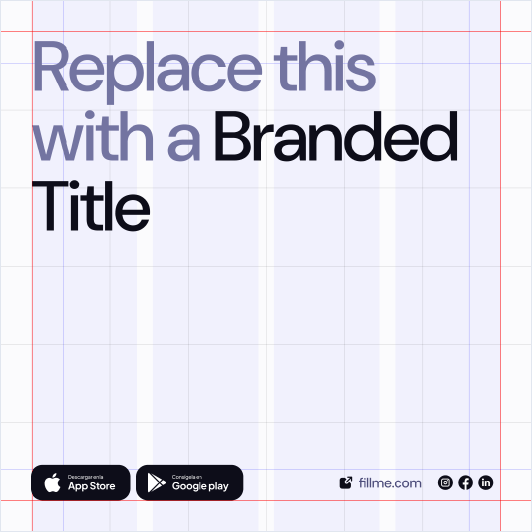 Replace this
with a Branded
Title
Descargar en la
App Store
Consíguelo en
Google play
fillme.com